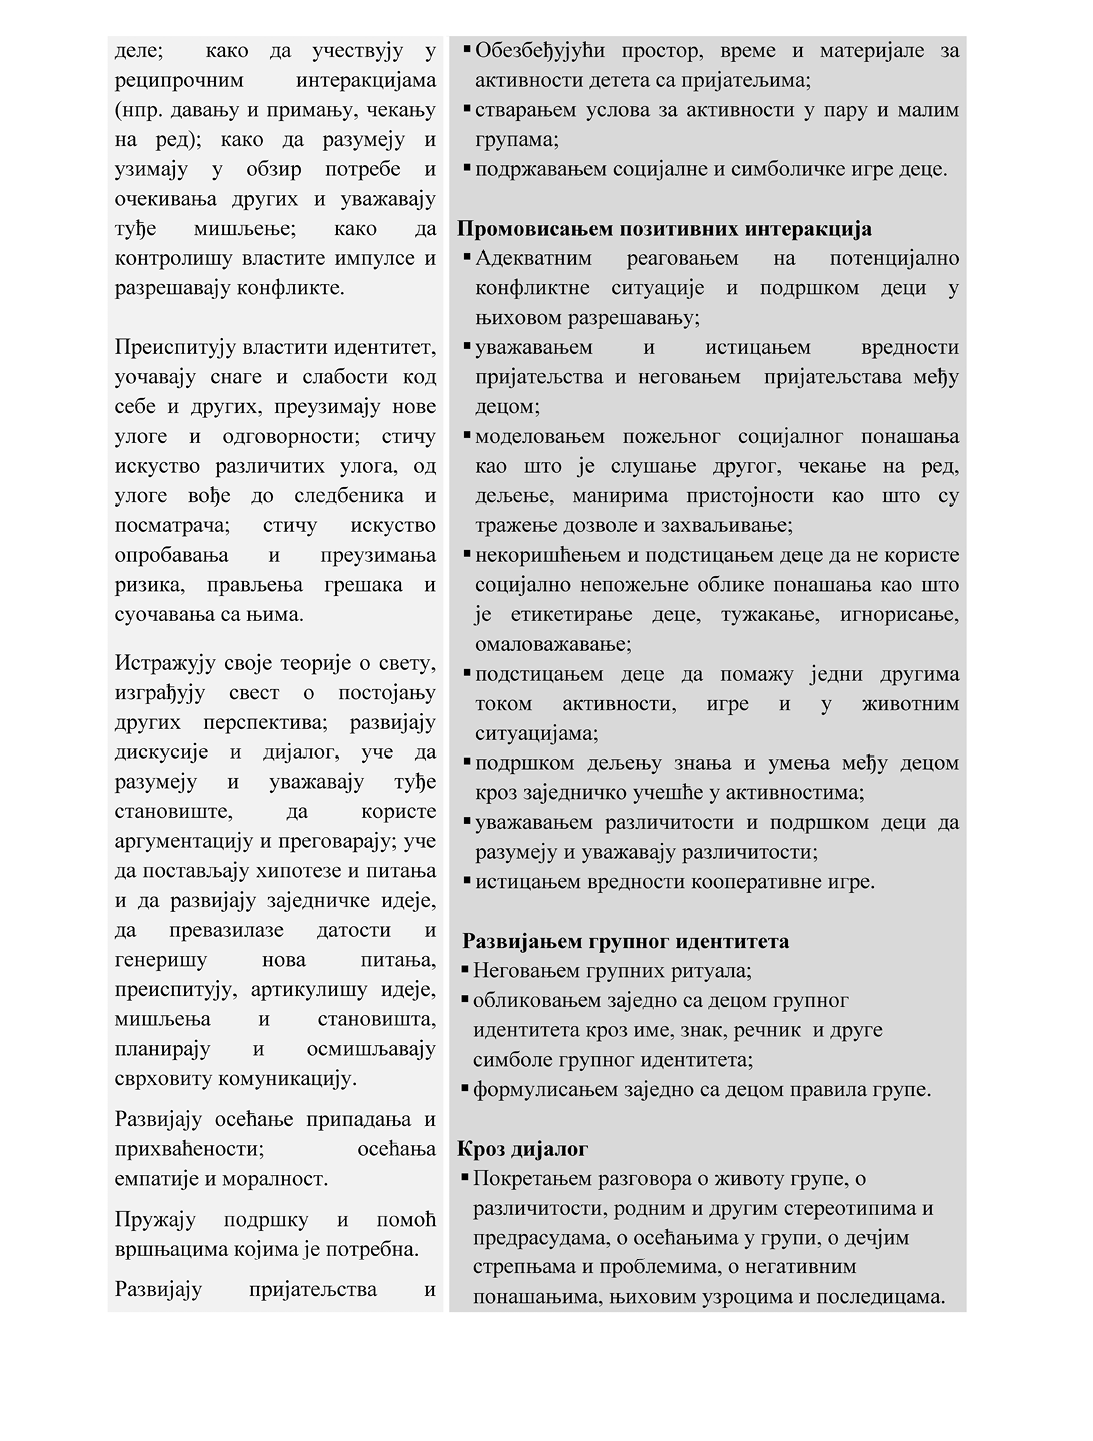 деле; како да учествују у
реципрочним интеракцијама
(нпр. давању и примању, чекању
на ред); како да разумеју и
узимају у обзир потребе и
очекивања других и уважавају
туђе мишљење; како да
контролишу властите импулсе и
разрешавају конфликте.
Преиспитују властити идентитет,
уочавају снаге и слабости код
себе и других, преузимају нове
улоге и одговорности; стичу
искуство различитих улога, од
улоге вође до следбеника и
посматрача; стичу искуство
опробавања и преузимања
ризика, прављења грешака и
суочавања са њима.
Истражују своје теорије о свету,
изграђују свест о постојању
других перспектива; развијају
дискусије и дијалог, уче да
разумеју и уважавају туђе
становиште, да користе
аргументацију и преговарају; уче
да постављају хипотезе и питања
и да развијају заједничке идеје,
да превазилазе датости и
генеришу нова питања,
преиспитују, артикулишу идеје,
мишљења и становишта,
планирају и осмишљавају
сврховиту комуникацију.
Развијају осећање припадања и
прихваћености; осећања
емпатије и моралност.
Пружају подршку и помоћ
вршњацима којима је потребна.
Развијају пријатељства и
▪ Обезбеђујући простор, време и материјале за
активности детета са пријатељима;
▪ стварањем услова за активности у пару и малим
групама;
▪ подржавањем социјалне и симболичке игре деце.
Промовисањем позитивних интеракција
▪ Адекватним реаговањем на потенцијално
конфликтне ситуације и подршком деци у
њиховом разрешавању;
▪ уважавањем и истицањем вредности
пријатељства и неговањем пријатељстава међу
децом;
▪ моделовањем пожељног социјалног понашања
као што је слушање другог, чекање на ред,
дељење, манирима пристојности као што су
тражење дозволе и захваљивање;
▪ некоришћењем и подстицањем деце да не користе
социјално непожељне облике понашања као што
је етикетирање деце, тужакање, игнорисање,
омаловажавање;
▪ подстицањем деце да помажу једни другима
током активности, игре и у животним
ситуацијама;
▪ подршком дељењу знања и умења међу децом
кроз заједничко учешће у активностима;
▪ уважавањем различитости и подршком деци да
разумеју и уважавају различитости;
▪ истицањем вредности кооперативне игре.
Развијањем групног идентитета
▪ Неговањем групних ритуала;
▪ обликовањем заједно са децом групног
идентитета кроз име, знак, речник и друге
симболе групног идентитета;
▪ формулисањем заједно са децом правила групе.
Кроз дијалог
▪ Покретањем разговора о животу групе, о
различитости, родним и другим стереотипима и
предрасудама, о осећањима у групи, о дечјим
стрепњама и проблемима, о негативним
понашањима, њиховим узроцима и последицама.